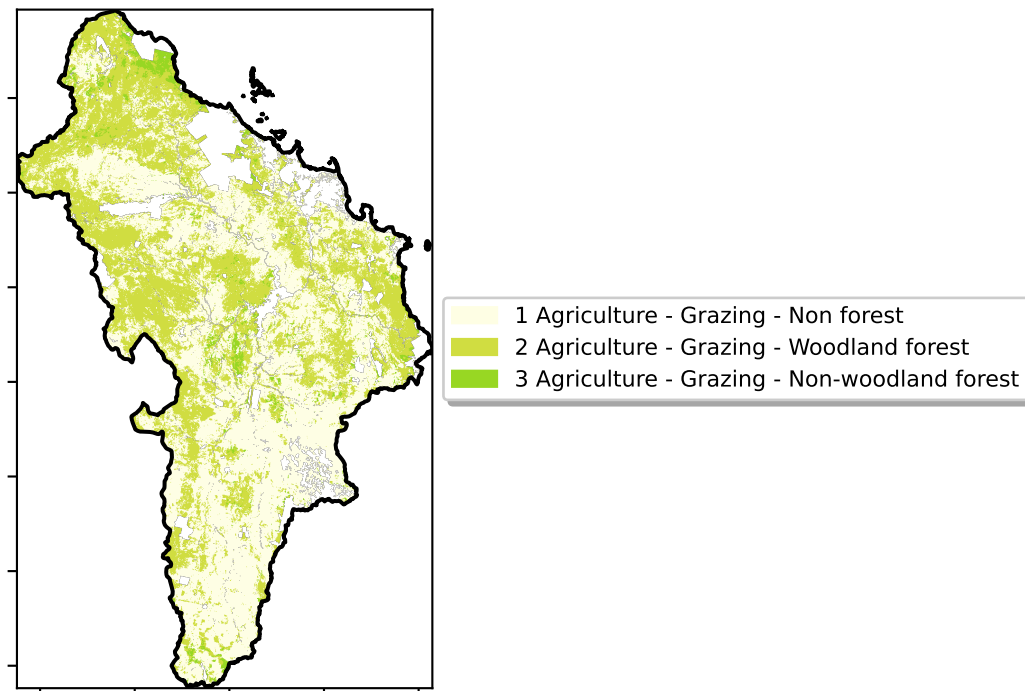 1 Agriculture - Grazing - Non forest
2 Agriculture - Grazing - Woodland forest
3 Agriculture - Grazing - Non-woodland forest